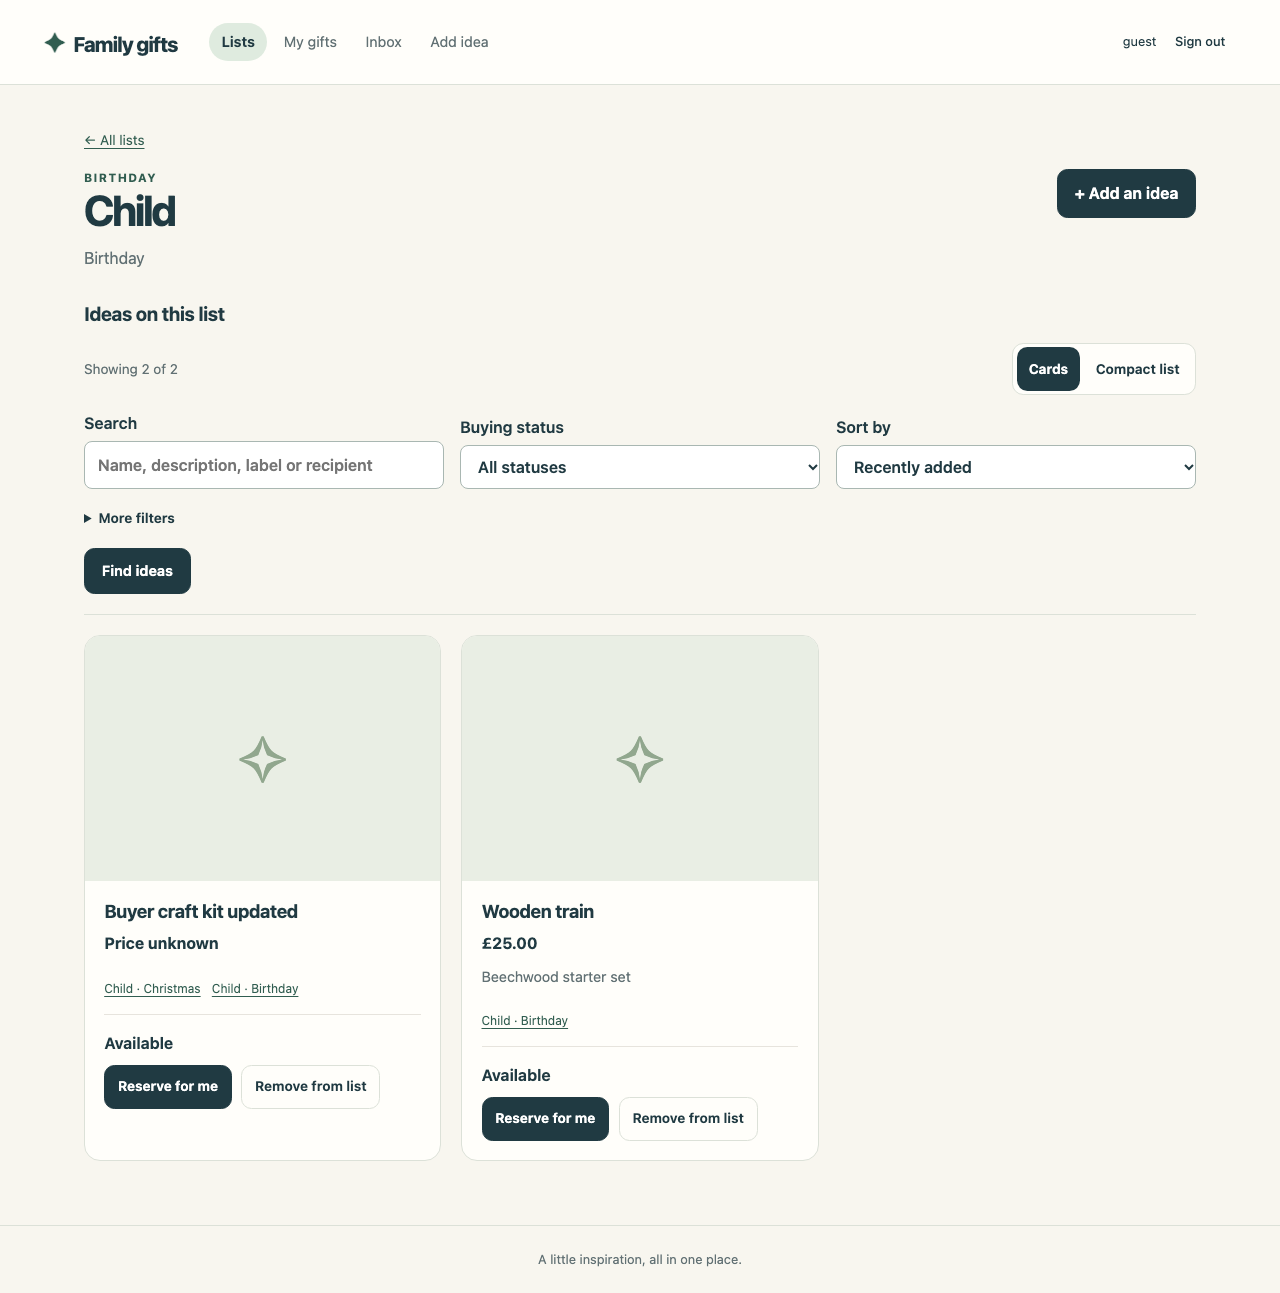 Family gifts
Lists
My gifts
Inbox
Add idea
guest
Sign out
← All lists
BIRTHDAY
Child
+ Add an idea
Birthday
Ideas on this list
Showing 2 of 2
Cards
Compact list
Search
Buying status
Sort by
Name, description, label or recipient
All statuses
Recently added
More filters
Find ideas
Buyer craft kit updated
Price unknown
Child · Christmas
Child · Birthday
Available
Reserve for me
Remove from list
Wooden train
£25.00
Beechwood starter set
Child · Birthday
Available
Reserve for me
Remove from list
A little inspiration, all in one place.